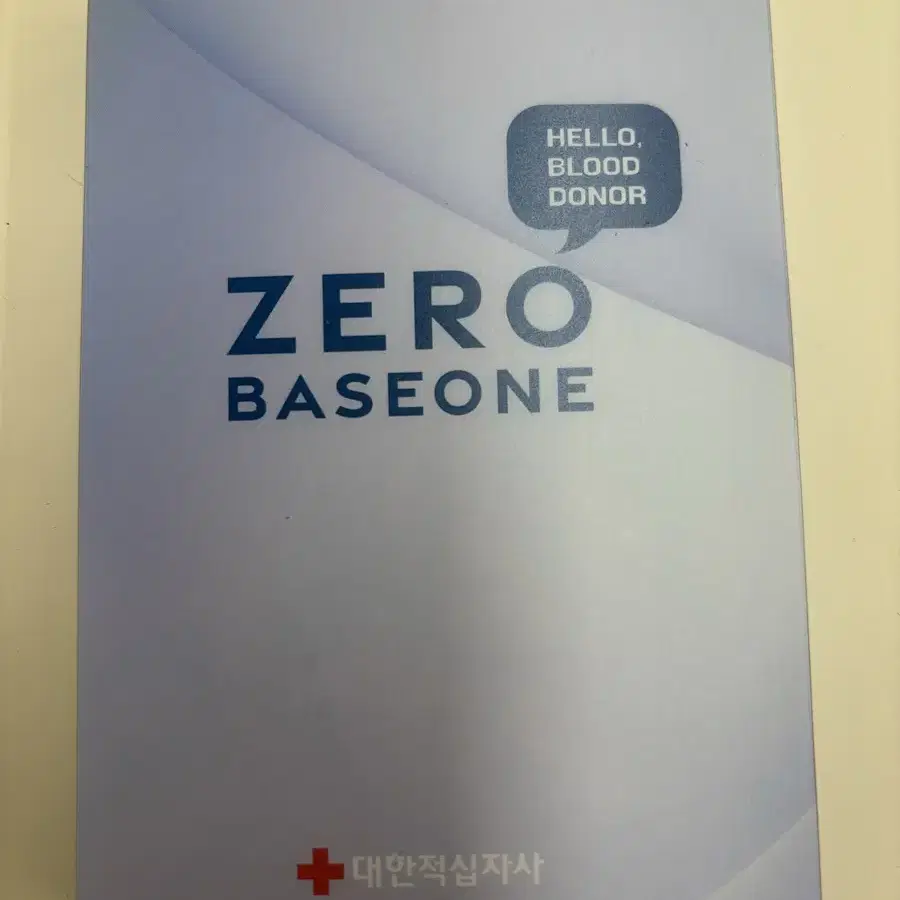 HELLO,
BLOOD
DONOR
ZERO
BASEONE
대한적십자사